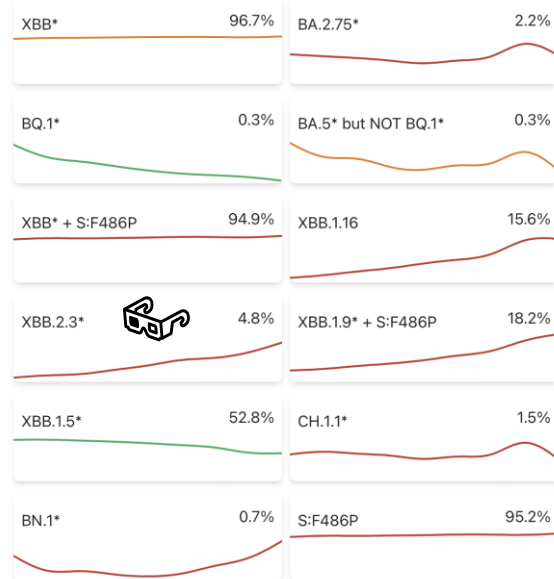 XBB* 96.7%
BA.2.75* 2.2%
BQ.1* 0.3%
BA.5* but NOT BQ.1* 0.3%
XBB* + S:F486P 94.9%
XBB.1.16 15.6%
XBB.2.3* 4.8%
XBB.1.9* + S:F486P 18.2%
XBB.1.5* 52.8%
CH.1.1* 1.5%
BN.1* 0.7%
S:F486P 95.2%